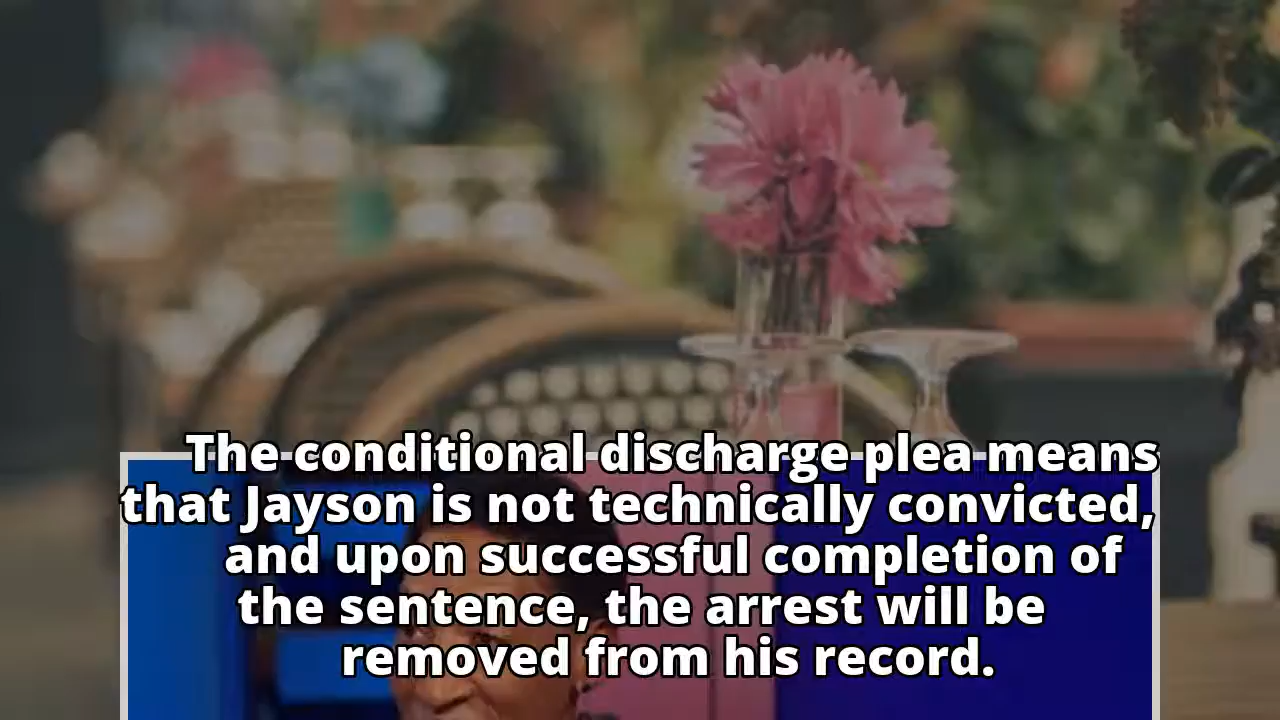 The conditional discharge plea means
that Jayson is not technically convicted,
and upon successful completion of
the sentence, the arrest will be
removed from his record.